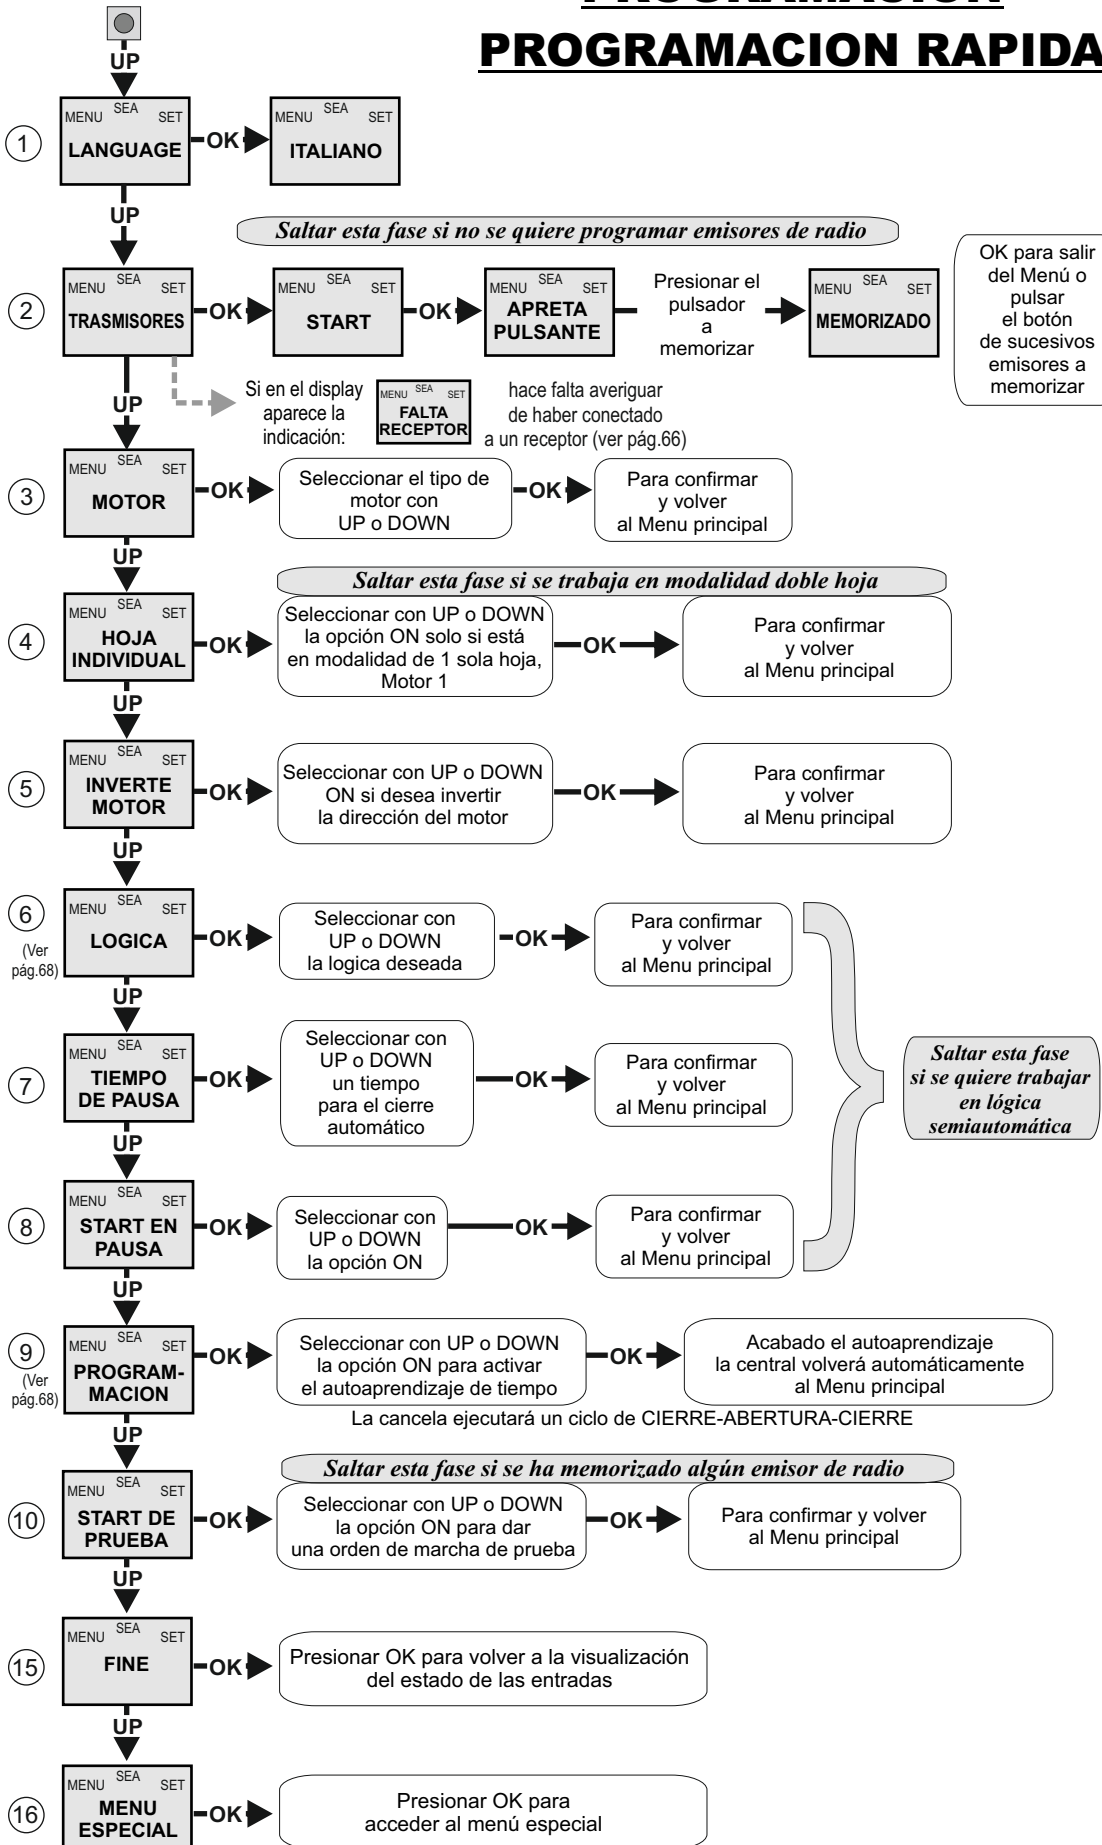 PROGRAMACION
PROGRAMACION RAPIDA
UP
1
MENU SEA SET
LANGUAGE
OK
MENU SEA SET
ITALIANO
UP
Saltar esta fase si no se quiere programar emisores de radio
2
MENU SEA SET
TRASMISORES
OK
MENU SEA SET
START
OK
MENU SEA SET
APRETA
PULSANTE
Presionar el
pulsador
a
memorizar
MENU SEA SET
MEMORIZADO
OK para salir
del Menú o
pulsar
el botón
de sucesivos
emisores a
memorizar
UP
Si en el display
aparece la
indicación:
MENU SEA SET
FALTA
RECEPTOR
hace falta averiguar
de haber conectado
a un receptor (ver pág.66)
3
MENU SEA SET
MOTOR
OK
Seleccionar el tipo de
motor con
UP o DOWN
OK
Para confirmar
y volver
al Menu principal
UP
Saltar esta fase si se trabaja en modalidad doble hoja
4
MENU SEA SET
HOJA
INDIVIDUAL
OK
Seleccionar con UP o DOWN
la opción ON solo si está
en modalidad de 1 sola hoja,
Motor 1
OK
Para confirmar
y volver
al Menu principal
UP
5
MENU SEA SET
INVERTE
MOTOR
OK
Seleccionar con UP o DOWN
ON si desea invertir
la dirección del motor
OK
Para confirmar
y volver
al Menu principal
UP
6
(Ver
pág.68)
MENU SEA SET
LOGICA
OK
Seleccionar con
UP o DOWN
la logica deseada
OK
Para confirmar
y volver
al Menu principal
UP
7
MENU SEA SET
TIEMPO
DE PAUSA
OK
Seleccionar con
UP o DOWN
un tiempo
para el cierre
automático
OK
Para confirmar
y volver
al Menu principal
Saltar esta fase
si se quiere trabajar
en lógica
semiautomática
UP
8
MENU SEA SET
START EN
PAUSA
OK
Seleccionar con
UP o DOWN
la opción ON
OK
Para confirmar
y volver
al Menu principal
UP
9
(Ver
pág.68)
MENU SEA SET
PROGRAM-
MACION
OK
Seleccionar con UP o DOWN
la opción ON para activar
el autoaprendizaje de tiempo
OK
Acabado el autoaprendizaje
la central volverá automáticamente
al Menu principal
La cancela ejecutará un ciclo de CIERRE-ABERTURA-CIERRE
UP
Saltar esta fase si se ha memorizado algún emisor de radio
10
MENU SEA SET
START DE
PRUEBA
OK
Seleccionar con UP o DOWN
la opción ON para dar
una orden de marcha de prueba
OK
Para confirmar y volver
al Menu principal
UP
15
MENU SEA SET
FINE
OK
Presionar OK para volver a la visualización
del estado de las entradas
UP
16
MENU SEA SET
MENU
ESPECIAL
OK
Presionar OK para
acceder al menú especial